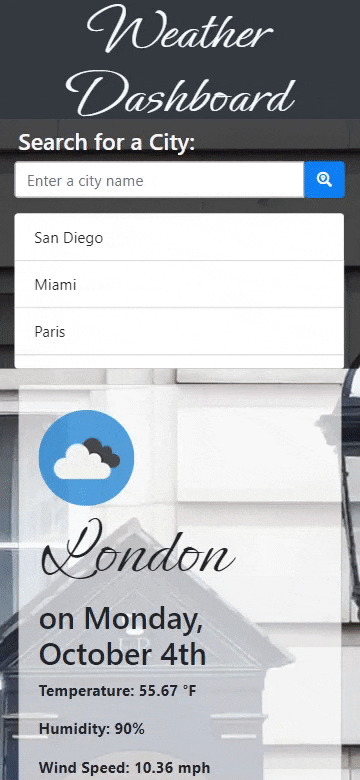 Weather
Dashboard
Search for a City:
Enter a city name
San Diego
Miami
Paris
London
on Monday,
October 4th
Temperature: 55.67 °F
Humidity: 90%
Wind Speed: 10.36 mph